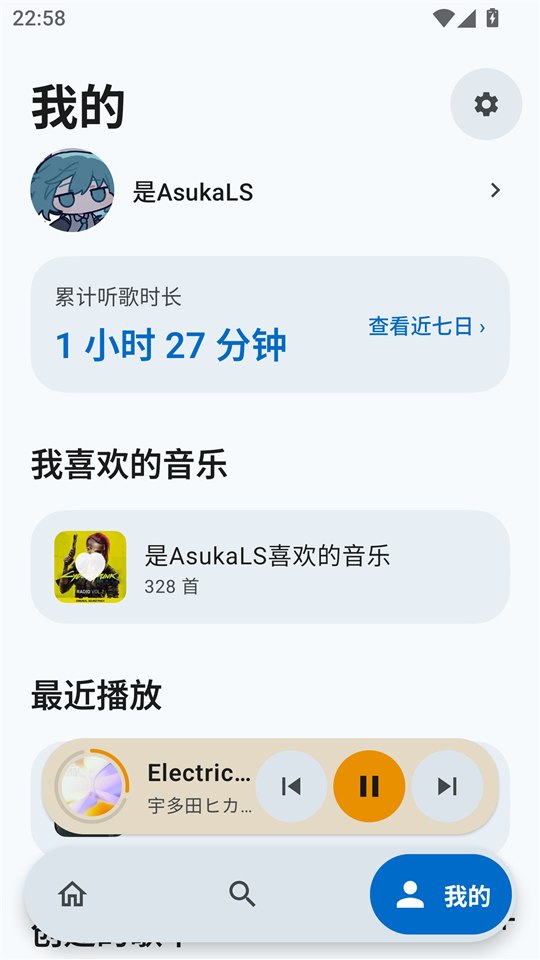 22:58
我的
是AsukaLS
累计听歌时长
1 小时 27 分钟
查看近七日 ›
我喜欢的音乐
RADIO VOL.2
是AsukaLS喜欢的音乐
328 首
最近播放
Electric...
宇多田ヒカ...
我的